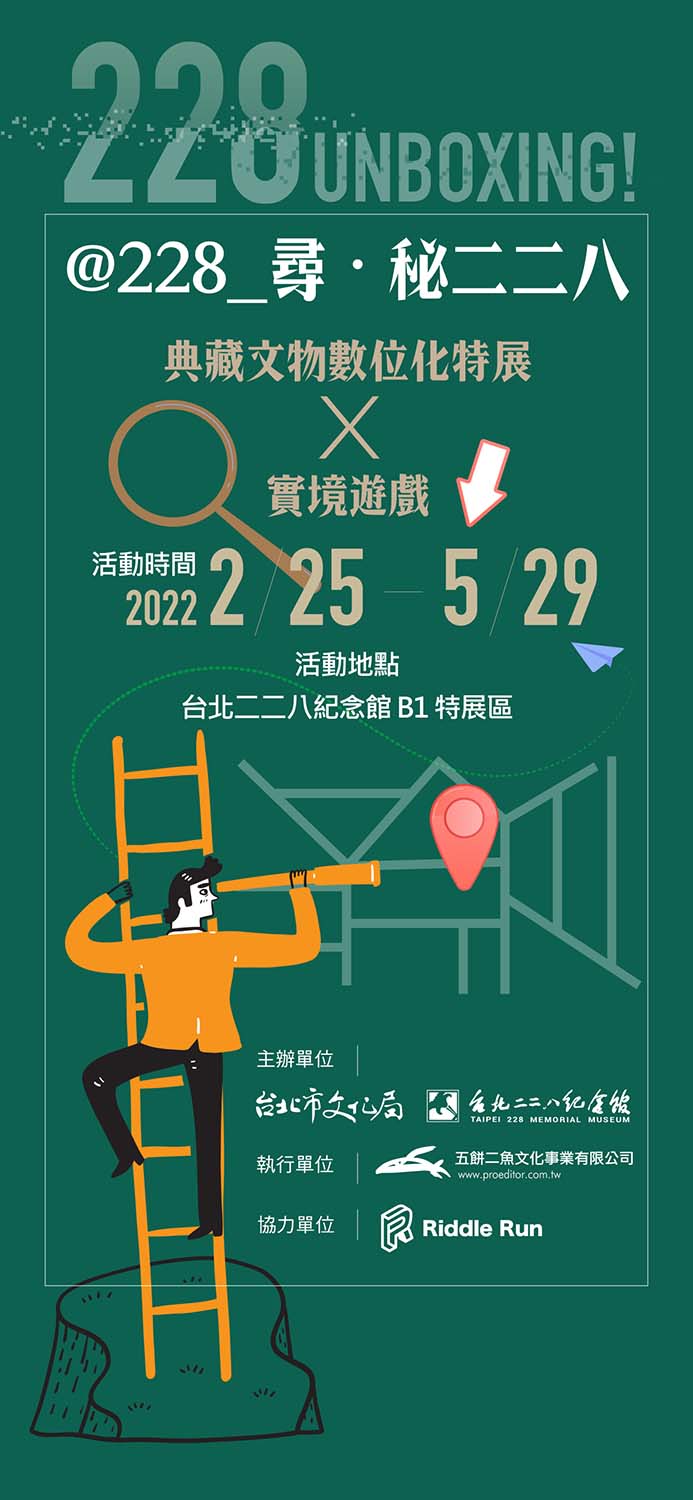 228 UNBOXING!
@228_尋·秘二二八
典藏文物數位化特展
X
實境遊戲
活動時間
2022 2/25—5/29
活動地點
台北二二八紀念館 B1 特展區
主辦單位
台北市文化局 台北二二八紀念館
TAIPEI 228 MEMORIAL MUSEUM
執行單位 五餅二魚文化事業有限公司
www.proeditor.com.tw
協力單位 Riddle Run